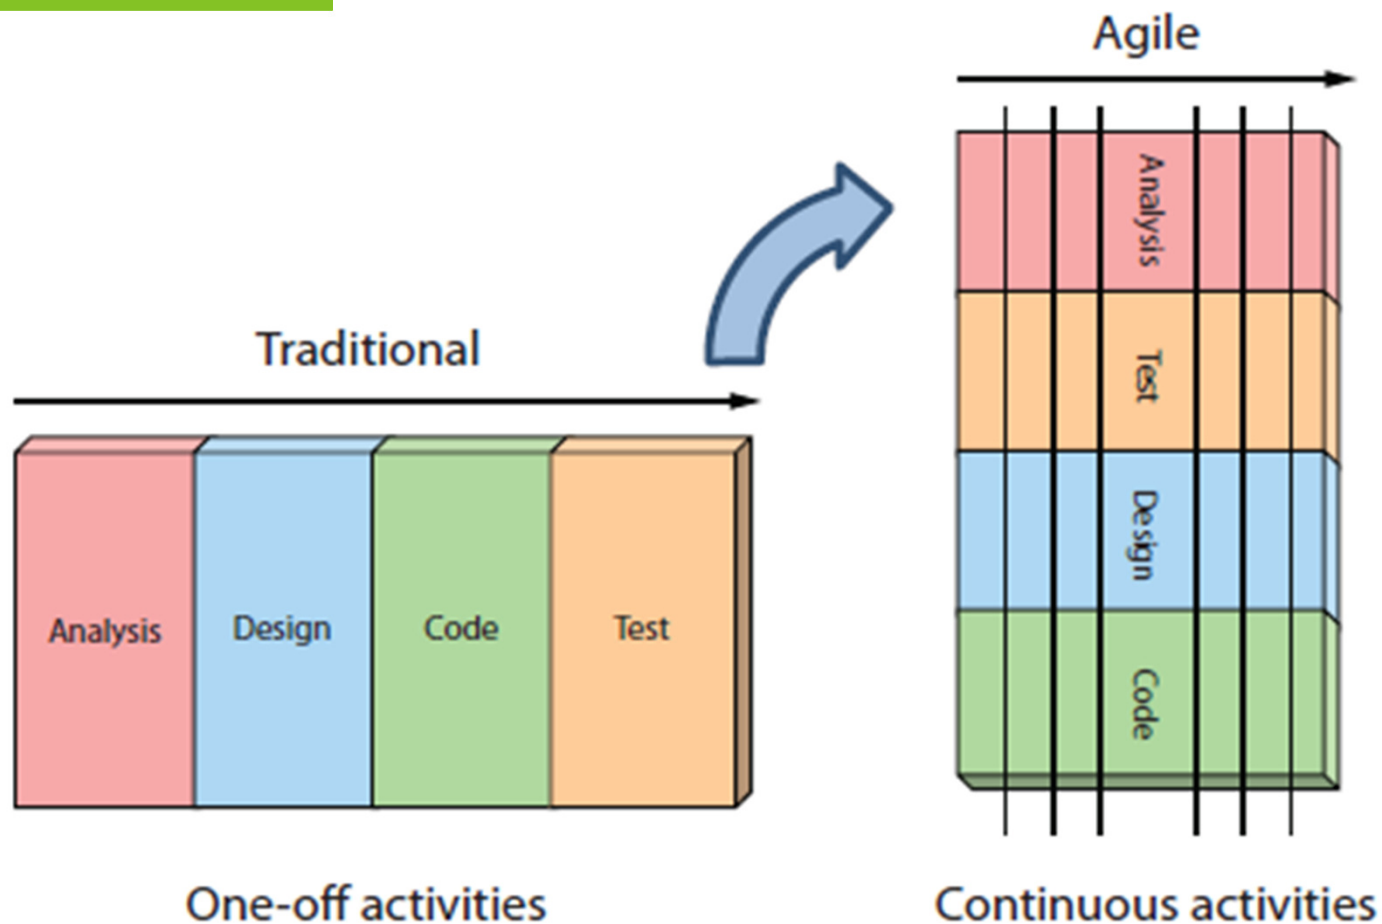 Agile
Analysis
Test
Design
Code
Traditional
Analysis
Design
Code
Test
One-off activities
Continuous activities